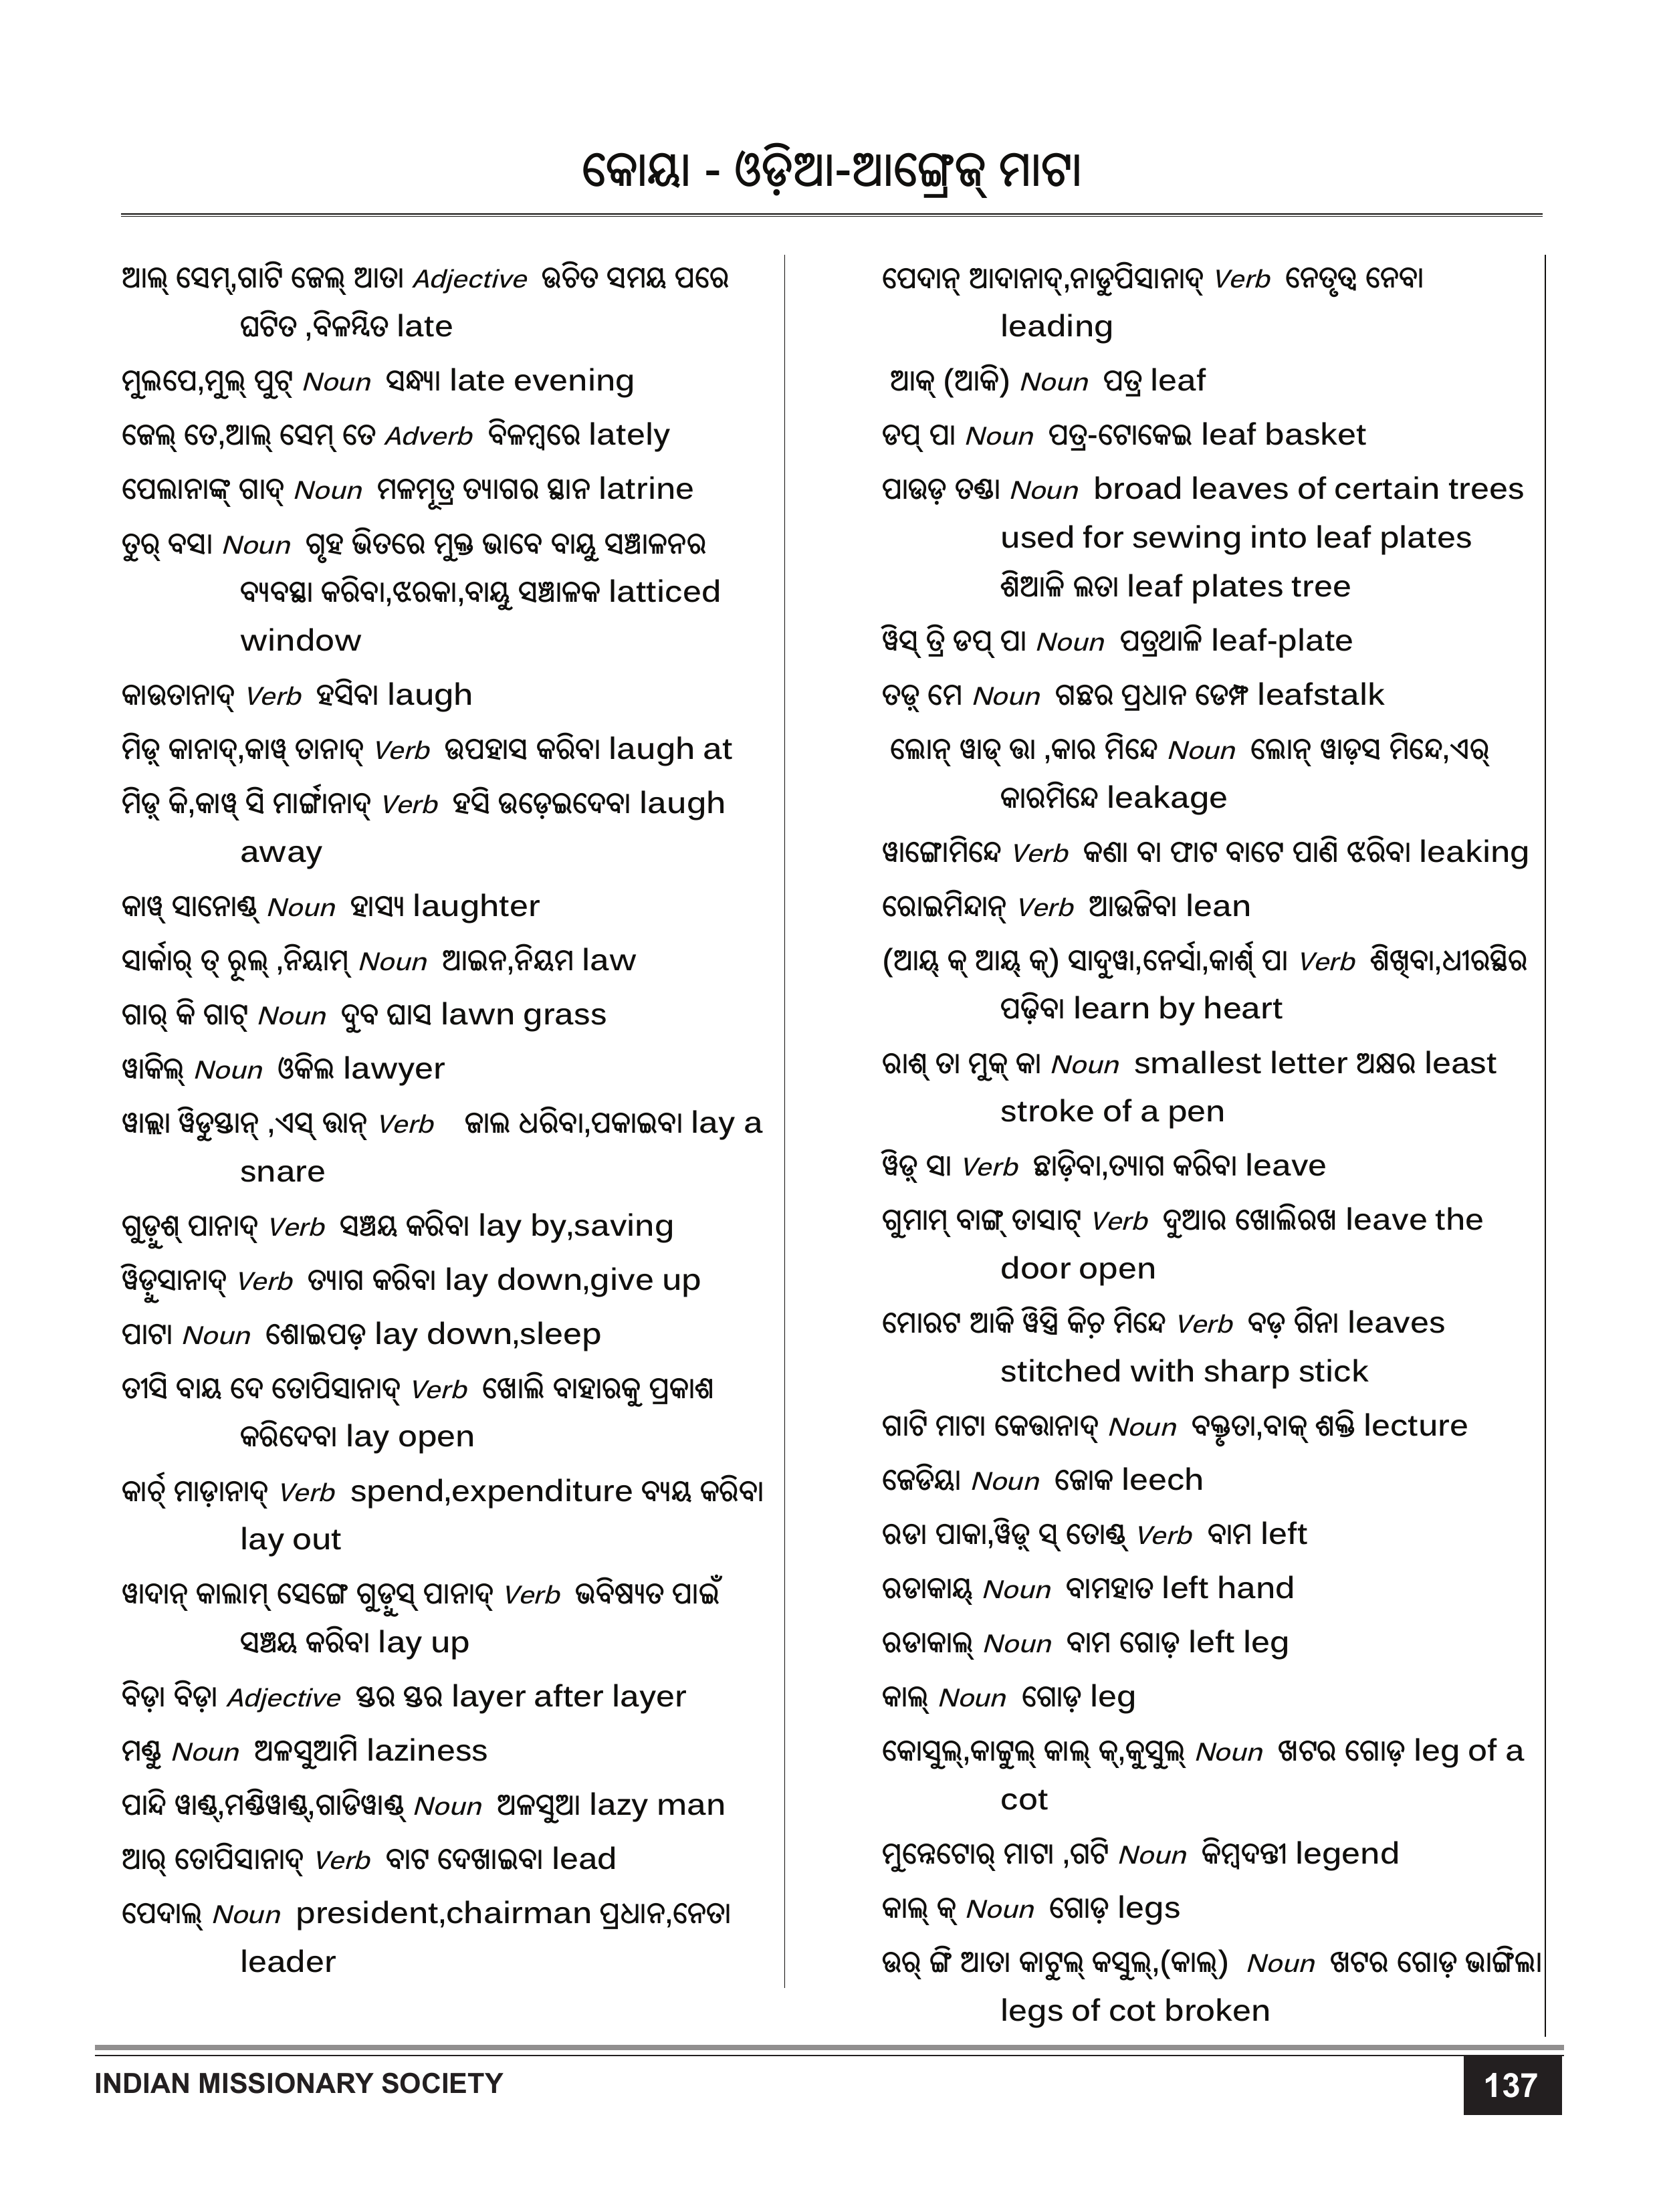 କୋୟା - ଓଡ଼ିଆ-ଆଙ୍ଗ୍ରେଜ୍ ମାଟା
ଆଲ୍ ସେମ୍,ଗାଟି ଜେଲ୍ ଆତା Adjective ଉଚିତ ସମୟ ପରେ
ଘଟିତ ,ବିଳମ୍ବିତ late
ମୁଲପେ,ମୁଲ୍ ପୁଟ୍ Noun ସନ୍ଧ୍ୟା late evening
ଜେଲ୍ ତେ,ଆଲ୍ ସେମ୍ ତେ Adverb ବିଳମ୍ବରେ lately
ପେଲାନାଙ୍କ୍ ଗାଦ୍ Noun ମଳମୂତ୍ର ତ୍ୟାଗର ସ୍ଥାନ latrine
ତୁର୍ ବସା Noun ଗୃହ ଭିତରେ ମୁକ୍ତ ଭାବେ ବାୟୁ ସଞ୍ଚାଳନର
ବ୍ୟବସ୍ଥା କରିବା,ଝରକା,ବାୟୁ ସଞ୍ଚାଳକ latticed
window
କାଉତାନାଦ୍ Verb ହସିବା laugh
ମିଡ଼୍ କାନାଦ୍,କାୱ୍ ତାନାଦ୍ Verb ଉପହାସ କରିବା laugh at
ମିଡ଼୍ କି,କାୱ୍ ସି ମାର୍ଙ୍ଗାନାଦ୍ Verb ହସି ଉଡ଼େଇଦେବା laugh
away
କାୱ୍ ସାନୋଣ୍ଡ୍ Noun ହାସ୍ୟ laughter
ସାର୍କାର୍ ତ୍ ରୂଲ୍ ,ନିୟାମ୍ Noun ଆଇନ,ନିୟମ law
ଗାର୍ କି ଗାଟ୍ Noun ଦୁବ ଘାସ lawn grass
ୱାକିଲ୍ Noun ଓକିଲ lawyer
ୱାଲ୍ଲା ୱିଡୁସ୍ତାନ୍ ,ଏସ୍ ଭାନ୍ Verb ଜାଲ ଧରିବା,ପକାଇବା lay a
snare
ଗୁଡ଼ୁଶ୍ ପାନାଦ୍ Verb ସଞ୍ଚୟ କରିବା lay by,saving
ୱିଡ଼ୁସାନାଦ୍ Verb ତ୍ୟାଗ କରିବା lay down,give up
ପାଟା Noun ଶୋଇପଡ଼ lay down,sleep
ତୀସି ବାୟ ଦେ ତୋପିସାନାଦ୍ Verb ଖୋଲି ବାହାରକୁ ପ୍ରକାଶ
କରିଦେବା lay open
କାର୍ଚ୍ ମାଡ଼ାନାଦ୍ Verb spend,expenditure ବ୍ୟୟ କରିବା
lay out
ୱାଦାନ୍ କାଲାମ୍ ସେଙ୍ଗେ ଗୁଡ଼ୁସ୍ ପାନାଦ୍ Verb ଭବିଷ୍ୟତ ପାଇଁ
ସଞ୍ଚୟ କରିବା lay up
ବିଡ଼ା ବିଡ଼ା Adjective ସ୍ତର ସ୍ତର layer after layer
ମଣ୍ଡୁ Noun ଅଳସୁଆମି laziness
ପାନ୍ଦି ୱାଣ୍ଡ୍,ମଣ୍ଡିୱାଣ୍ଡ୍,ଗାଡିୱାଣ୍ଡ୍ Noun ଅଳସୁଆ lazy man
ଆର୍ ତୋପିସାନାଦ୍ Verb ବାଟ ଦେଖାଇବା lead
ପେଦାଲ୍ Noun president,chairman ପ୍ରଧାନ,ନେତା
leader
ପେଦାନ୍ ଆଦାନାଦ୍,ନାଡୁପିସାନାଦ୍ Verb ନେତୃତ୍ୱ ନେବା
leading
ଆକ୍ (ଆକି) Noun ପତ୍ର leaf
ଡପ୍ ପା Noun ପତ୍ର-ଟୋକେଇ leaf basket
ପାଉଡ଼ ତଣ୍ଡା Noun broad leaves of certain trees
used for sewing into leaf plates
ଶିଆଳି ଲତା leaf plates tree
ୱିସ୍ ତ୍ରି ଡପ୍ ପା Noun ପତ୍ରଥାଳି leaf-plate
ତଡ଼୍ ମେ Noun ଗଛର ପ୍ରଧାନ ଡେମ୍ଫ leafstalk
ଲୋନ୍ ୱାଡ୍ ଭା ,କାର ମିନ୍ଦେ Noun ଲୋନ୍ ୱାଡ଼ସ ମିନ୍ଦେ,ଏର୍
କାରମିନ୍ଦେ leakage
ୱାଙ୍ଗୋମିନ୍ଦେ Verb କଣା ବା ଫାଟ ବାଟେ ପାଣି ଝରିବା leaking
ରୋଇମିନ୍ଦାନ୍ Verb ଆଉଜିବା lean
(ଆୟ୍ କ୍ ଆୟ୍ କ୍) ସାଦୁୱା,ନେର୍ସା,କାର୍ଶ୍ ପା Verb ଶିଖିବା,ଧୀରସ୍ଥିର
ପଢ଼ିବା learn by heart
ରାଶ୍ ତା ମୁକ୍ କା Noun smallest letter ଅକ୍ଷର least
stroke of a pen
ୱିଡ଼୍ ସା Verb ଛାଡ଼ିବା,ତ୍ୟାଗ କରିବା leave
ଗୁମାମ୍ ବାଙ୍ଗ୍ ତାସାଟ୍ Verb ଦୁଆର ଖୋଲିରଖ leave the
door open
ମୋରଟ ଆକି ୱିସ୍ତ୍ରି କିଚ଼ ମିନ୍ଦେ Verb ବଡ଼ ଗିନା leaves
stitched with sharp stick
ଗାଟି ମାଟା କେତ୍ତାନାଦ୍ Noun ବକ୍ତୃତା,ବାକ୍ ଶକ୍ତି lecture
ଜେଡିୟା Noun ଜୋକ leech
ରଡା ପାକା,ୱିଡ଼୍ ସ୍ ତୋଣ୍ଡ୍ Verb ବାମ left
ରଡାକାୟ୍ Noun ବାମହାତ left hand
ରଡାକାଲ୍ Noun ବାମ ଗୋଡ଼ left leg
କାଲ୍ Noun ଗୋଡ଼ leg
କୋସୁଲ୍,କାଟ୍ଟୁଲ୍ କାଲ୍ କ୍,କୁସୁଲ୍ Noun ଖଟର ଗୋଡ଼ leg of a
cot
ମୁନ୍ନେଟୋର୍ ମାଟା ,ଗଟି Noun କିମ୍ବଦନ୍ତୀ legend
କାଲ୍ କ୍ Noun ଗୋଡ଼ legs
ଉର୍ ଙ୍ଗି ଆତା କାଟୁଲ୍ କସୁଲ୍,(କାଲ୍) Noun ଖଟର ଗୋଡ଼ ଭାଙ୍ଗିଲା
legs of cot broken
INDIAN MISSIONARY SOCIETY
137